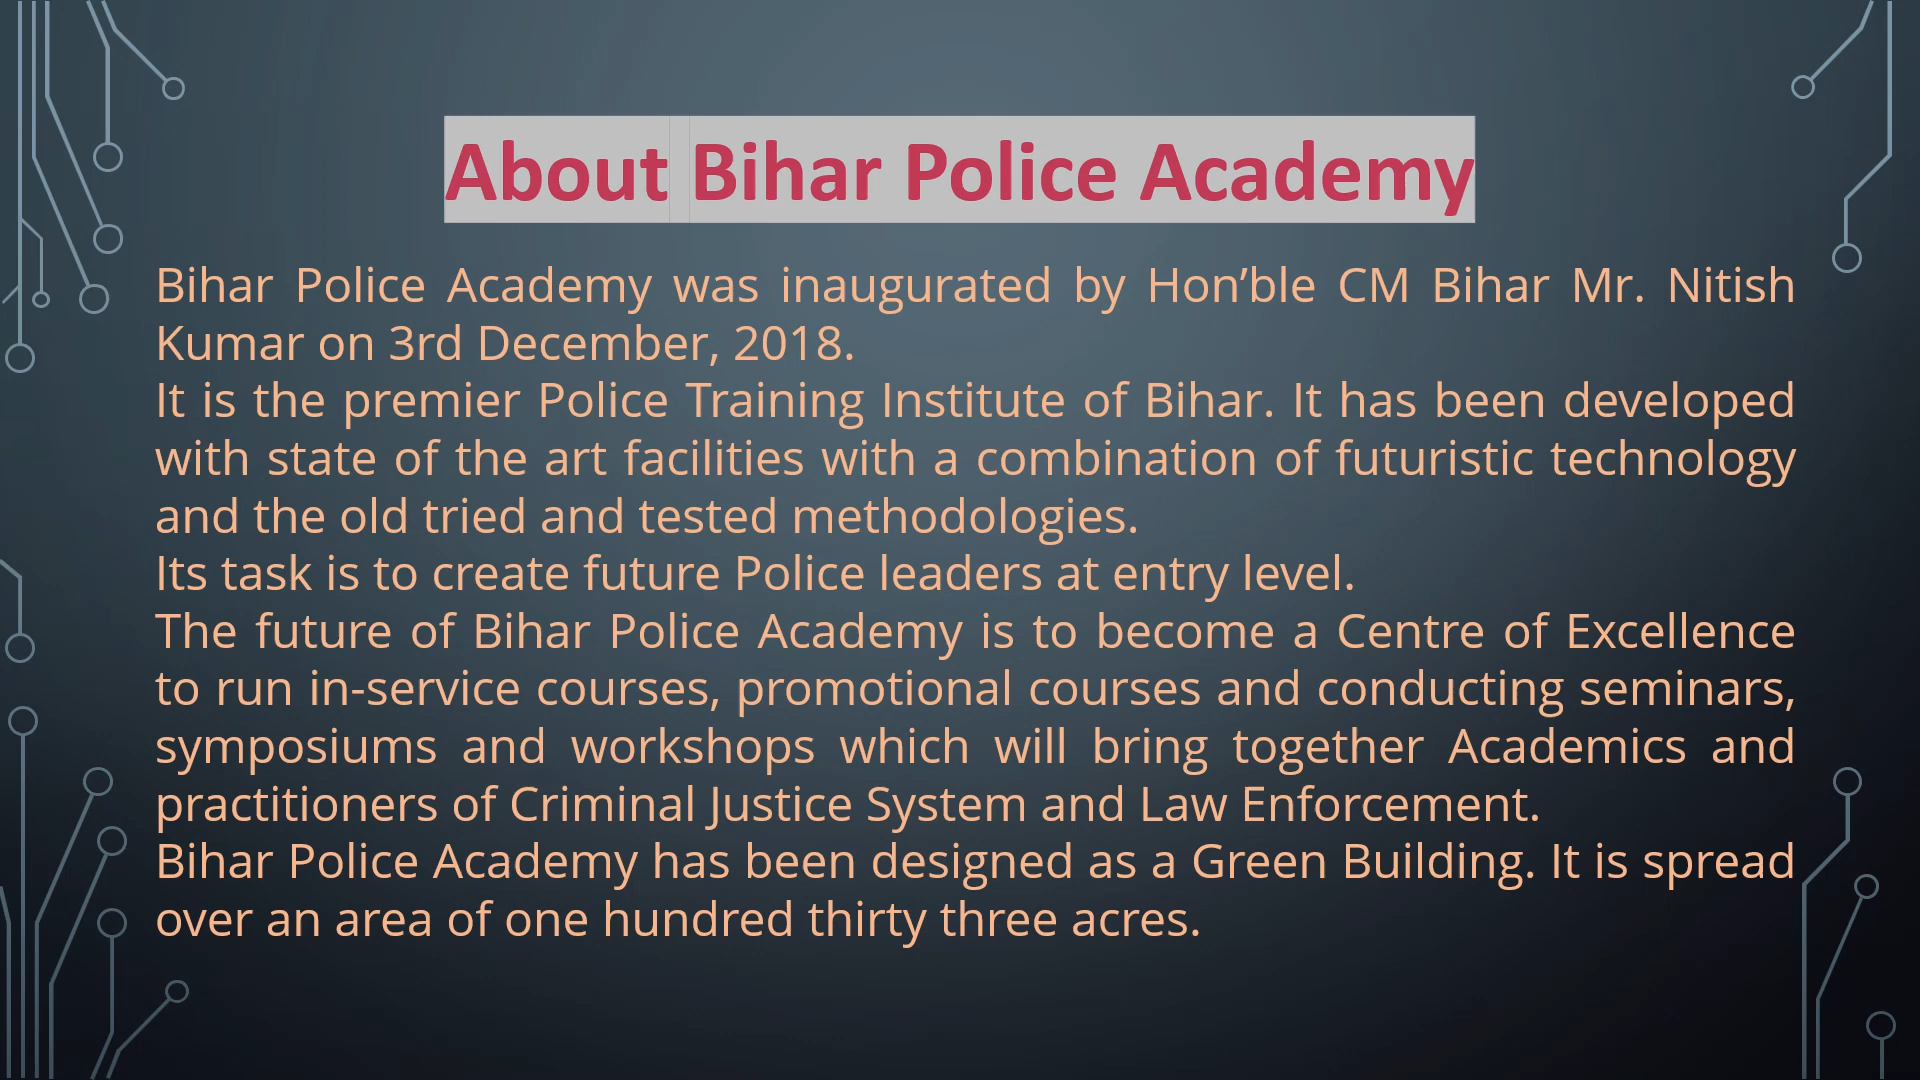 About Bihar Police Academy
Bihar Police Academy was inaugurated by Hon’ble CM Bihar Mr. Nitish
Kumar on 3rd December, 2018.
It is the premier Police Training Institute of Bihar. It has been developed
with state of the art facilities with a combination of futuristic technology
and the old tried and tested methodologies.
Its task is to create future Police leaders at entry level.
The future of Bihar Police Academy is to become a Centre of Excellence
to run in-service courses, promotional courses and conducting seminars,
symposiums and workshops which will bring together Academics and
practitioners of Criminal Justice System and Law Enforcement.
Bihar Police Academy has been designed as a Green Building. It is spread
over an area of one hundred thirty three acres.